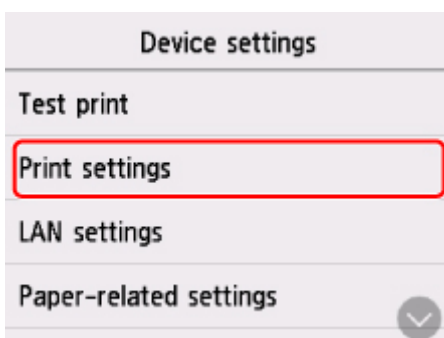 Device settings
Test print
Print settings
LAN settings
Paper-related settings